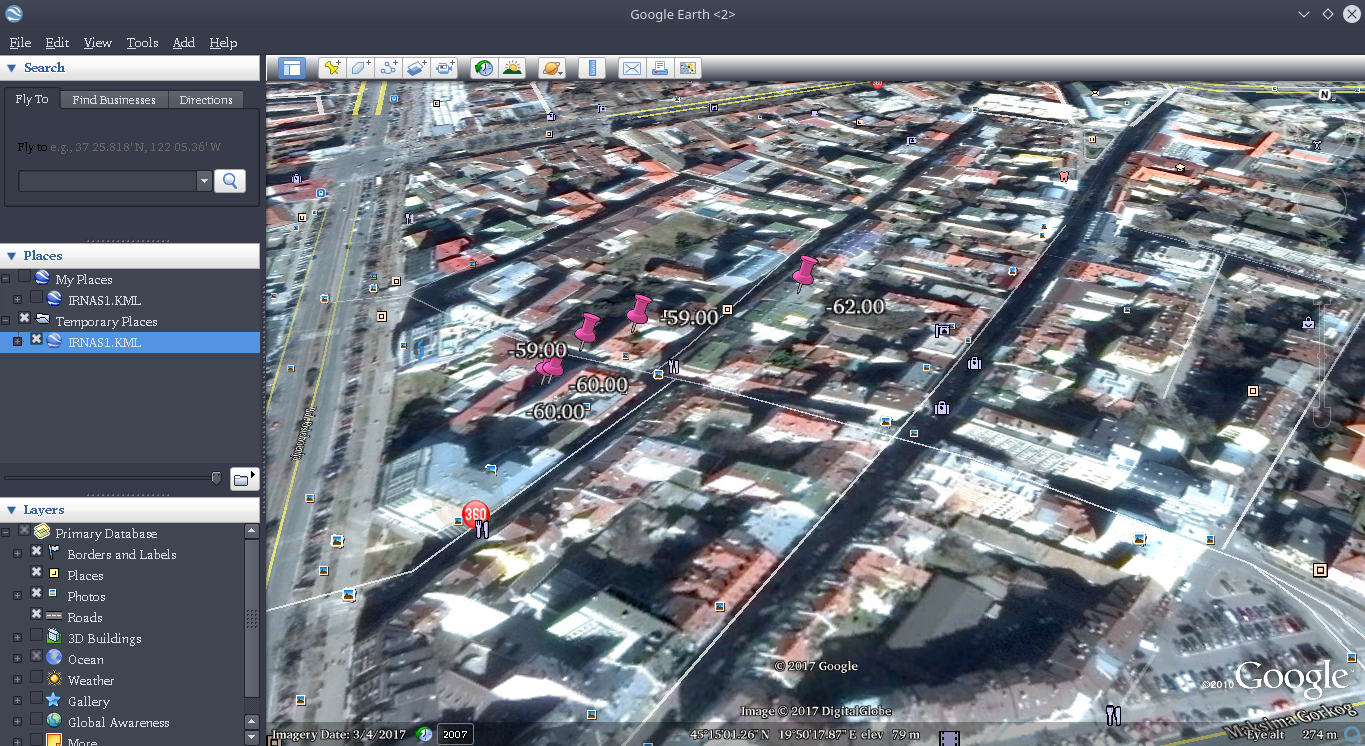 Google Earth <2>
File Edit View Tools Add Help
Search
Fly To Find Businesses Directions
Fly to e.g., 37 25.818' N, 122 05.36' W
Places
My Places
IRNAS1.KML
Temporary Places
IRNAS1.KML
Layers
Primary Database
Borders and Labels
Places
Photos
Roads
3D Buildings
Ocean
Weather
Gallery
Global Awareness
More
N
-62.00
-59.00
-59.00
-60.00
-60.00
360
© 2017 Google
©2010 Google
Image © 2017 DigitalGlobe
Maksima Gorkog
Imagery Date: 3/4/2017 2007 45°15'01.26" N 19°50'17.87" E elev 79 m Eye alt 274 m